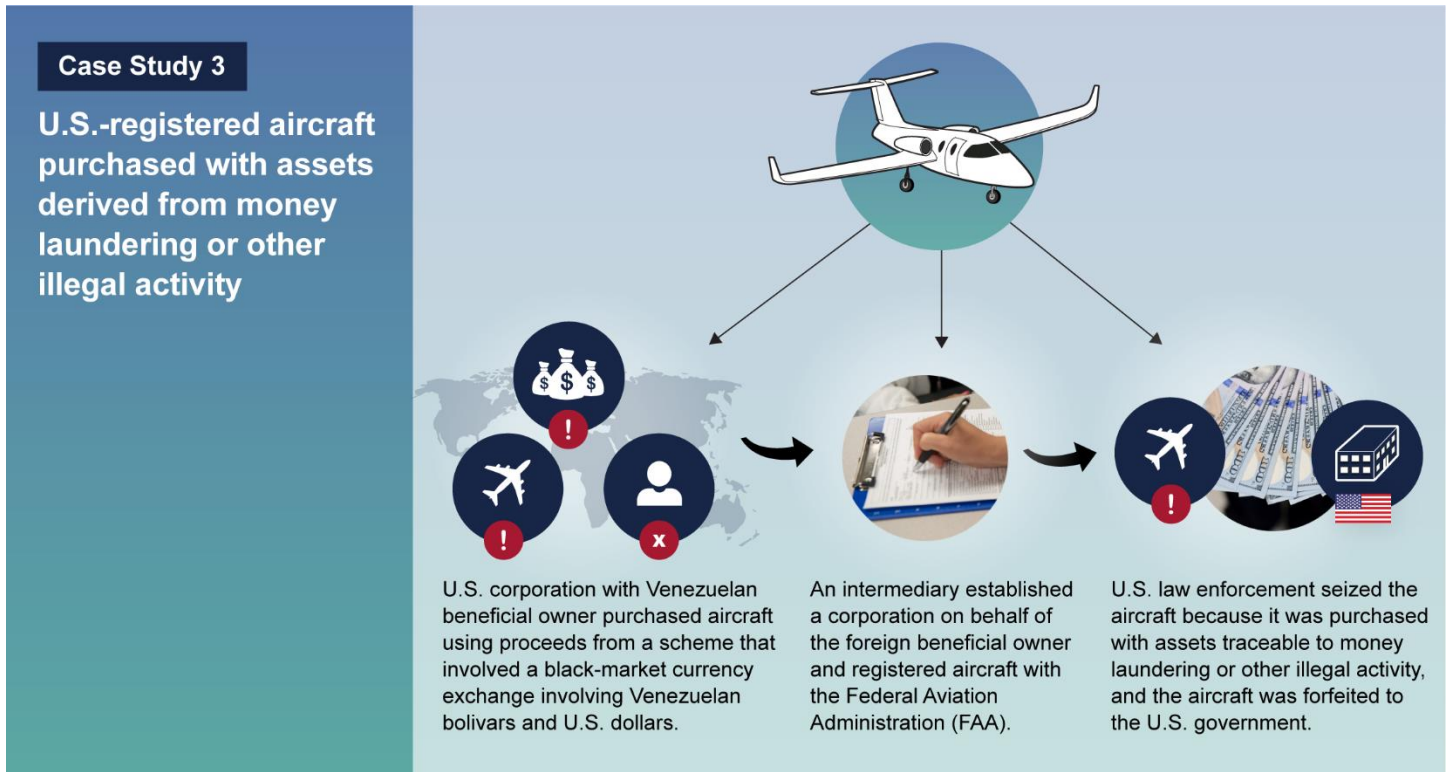 Case Study 3
U.S.-registered aircraft
purchased with assets
derived from money
laundering or other
illegal activity
$ $ $
!
!
x
!
U.S. corporation with Venezuelan
beneficial owner purchased aircraft
using proceeds from a scheme that
involved a black-market currency
exchange involving Venezuelan
bolivars and U.S. dollars.
An intermediary established
a corporation on behalf of
the foreign beneficial owner
and registered aircraft with
the Federal Aviation
Administration (FAA).
U.S. law enforcement seized the
aircraft because it was purchased
with assets traceable to money
laundering or other illegal activity,
and the aircraft was forfeited to
the U.S. government.